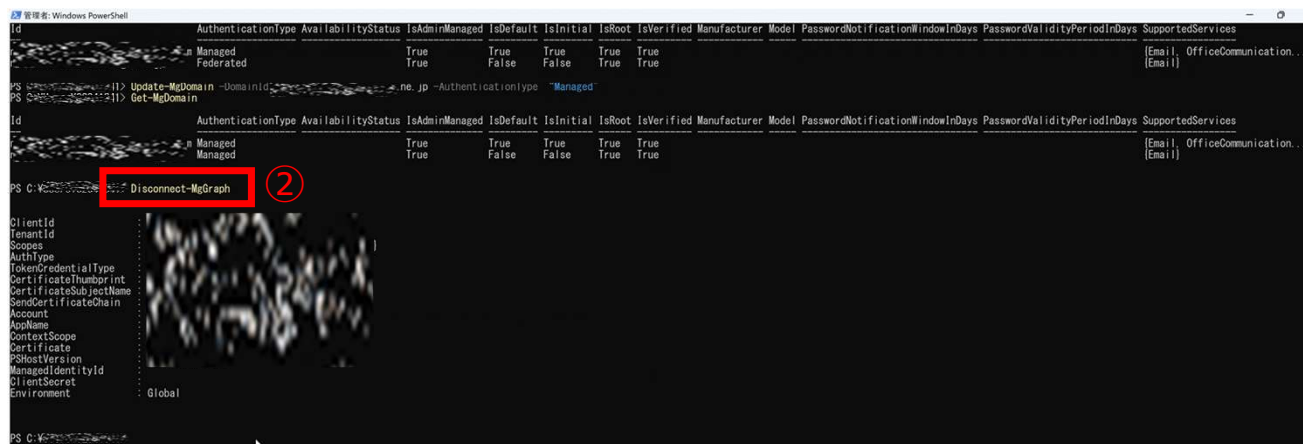 管理者: Windows PowerShell
Id AuthenticationType AvailabilityStatus IsAdminManaged IsDefault IsInitial IsRoot IsVerified Manufacturer Model PasswordNotificationWindowInDays PasswordValidityPeriodInDays SupportedServices
Managed True True True True True {Email, OfficeCommunication...
Federated True False False True True {Email}
PS 11> Update-MgDomain -DomainId .ne.jp -AuthenticationType "Managed"
PS 11> Get-MgDomain
Id AuthenticationType AvailabilityStatus IsAdminManaged IsDefault IsInitial IsRoot IsVerified Manufacturer Model PasswordNotificationWindowInDays PasswordValidityPeriodInDays SupportedServices
Managed True True True True True {Email, OfficeCommunication...
Managed True False False True True {Email}
PS C:¥ Disconnect-MgGraph ②
ClientId :
TenantId :
Scopes : }
AuthType :
TokenCredentialType :
CertificateThumbprint :
CertificateSubjectName :
SendCertificateChain :
Account :
AppName :
ContextScope :
Certificate :
PSHostVersion :
ManagedIdentityId :
ClientSecret :
Environment : Global
PS C:¥